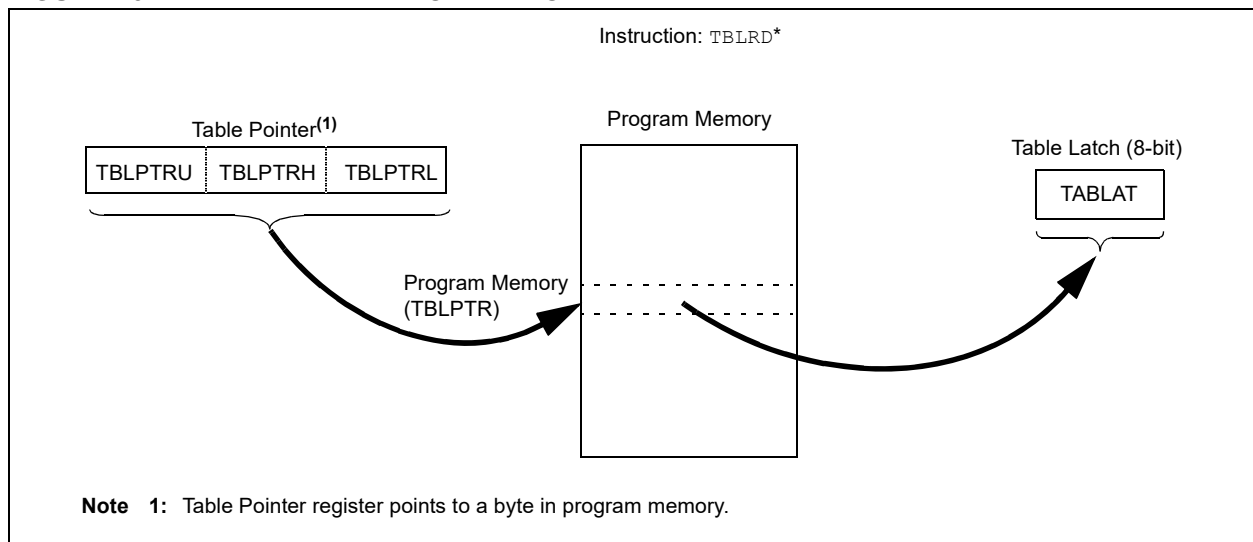 Instruction: TBLRD*
Table Pointer(1)
Program Memory
Table Latch (8-bit)
TBLPTRU TBLPTRH TBLPTRL
TABLAT
Program Memory
(TBLPTR)
Note 1: Table Pointer register points to a byte in program memory.